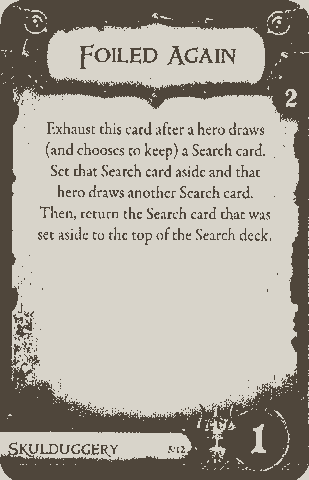 Foiled Again
2
Exhaust this card after a hero draws
(and chooses to keep) a Search card.
Set that Search card aside and that
hero draws another Search card.
Then, return the Search card that was
set aside to the top of the Search deck.
Skulduggery
1